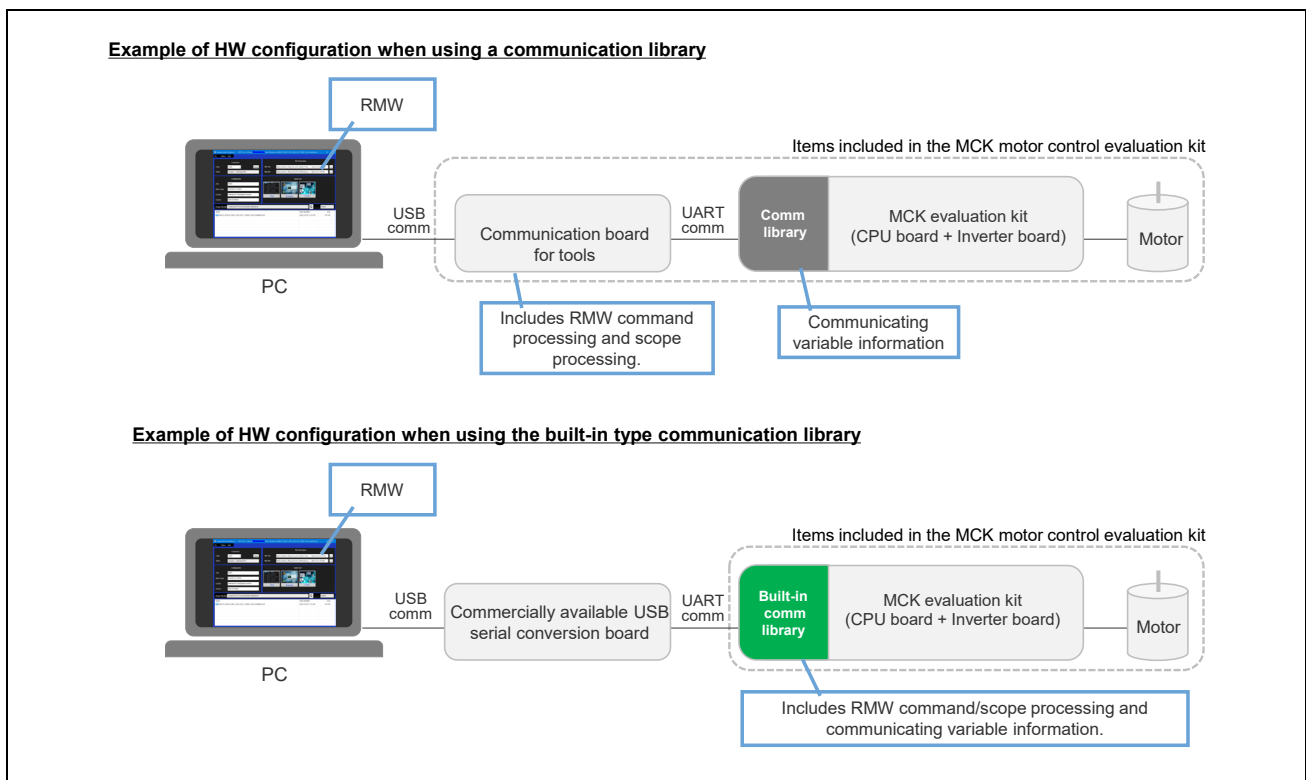 Example of HW configuration when using a communication library
RMW
Items included in the MCK motor control evaluation kit
USB
comm
Communication board
for tools
UART
comm
Comm
library
MCK evaluation kit
(CPU board + Inverter board)
Motor
PC
Includes RMW command
processing and scope
processing.
Communicating
variable information
Example of HW configuration when using the built-in type communication library
RMW
Items included in the MCK motor control evaluation kit
USB
comm
Commercially available USB
serial conversion board
UART
comm
Built-in
comm
library
MCK evaluation kit
(CPU board + Inverter board)
Motor
PC
Includes RMW command/scope processing and
communicating variable information.